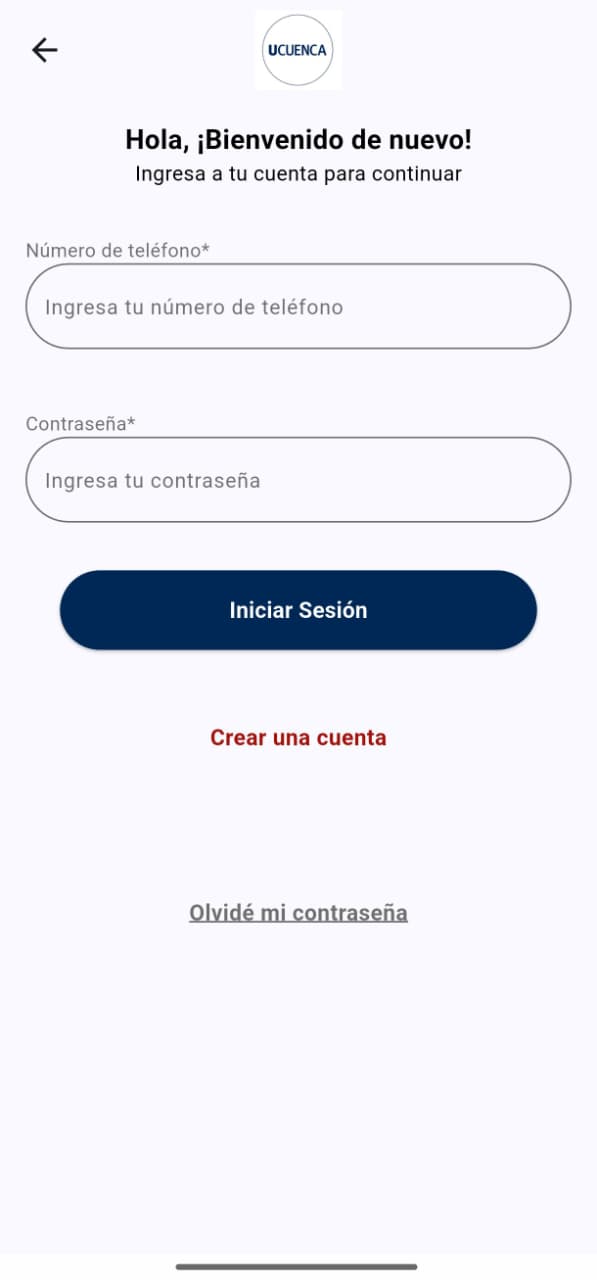 UCUENCA
Hola, ¡Bienvenido de nuevo!
Ingresa a tu cuenta para continuar
Número de teléfono*
Ingresa tu número de teléfono
Contraseña*
Ingresa tu contraseña
Iniciar Sesión
Crear una cuenta
Olvidé mi contraseña